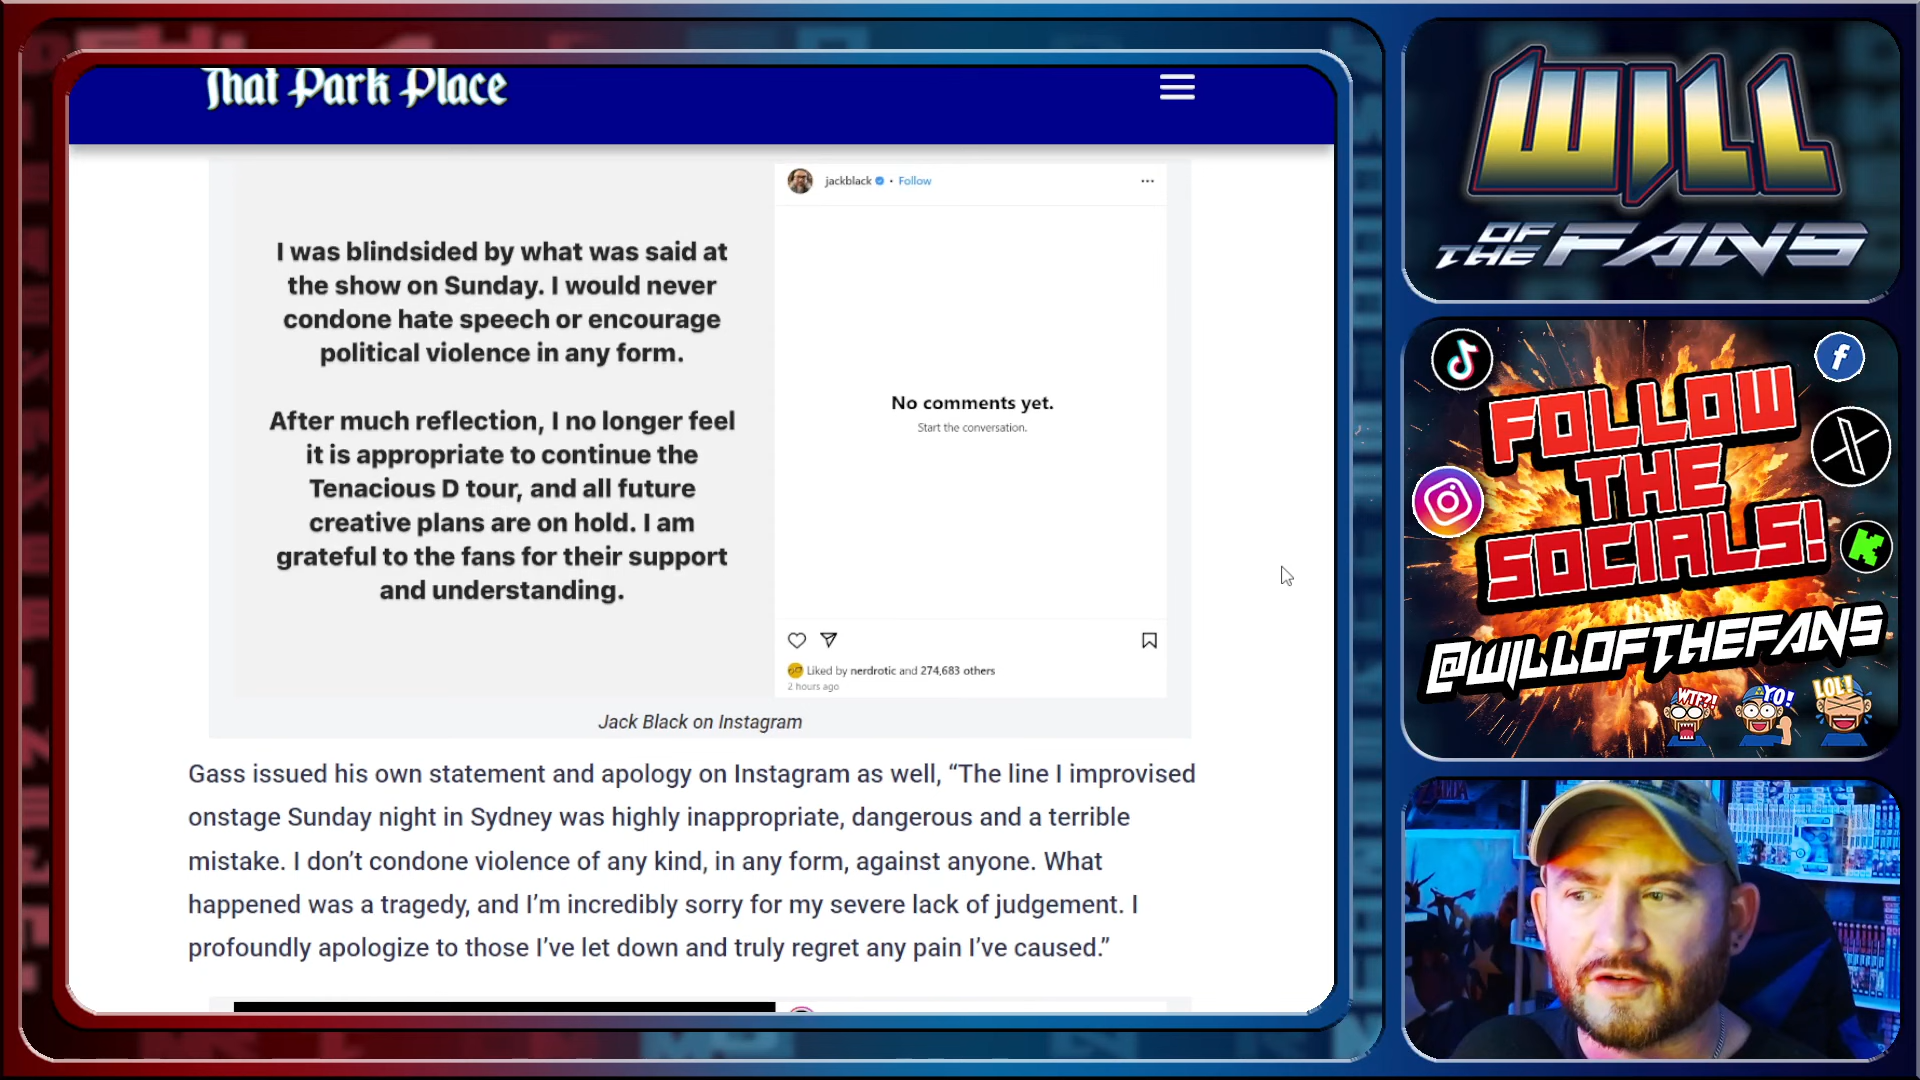 That Park Place
jackblack • Follow
I was blindsided by what was said at
the show on Sunday. I would never
condone hate speech or encourage
political violence in any form.
After much reflection, I no longer feel
it is appropriate to continue the
Tenacious D tour, and all future
creative plans are on hold. I am
grateful to the fans for their support
and understanding.
No comments yet.
Start the conversation.
Liked by nerdrotic and 274,683 others
2 hours ago
Jack Black on Instagram
Gass issued his own statement and apology on Instagram as well, “The line I improvised
onstage Sunday night in Sydney was highly inappropriate, dangerous and a terrible
mistake. I don’t condone violence of any kind, in any form, against anyone. What
happened was a tragedy, and I’m incredibly sorry for my severe lack of judgement. I
profoundly apologize to those I’ve let down and truly regret any pain I’ve caused.”
WILL
OF
THE FANS
FOLLOW
THE
SOCIALS!
@WILLOFTHEFANS
WTF?!
YO!
LOL!